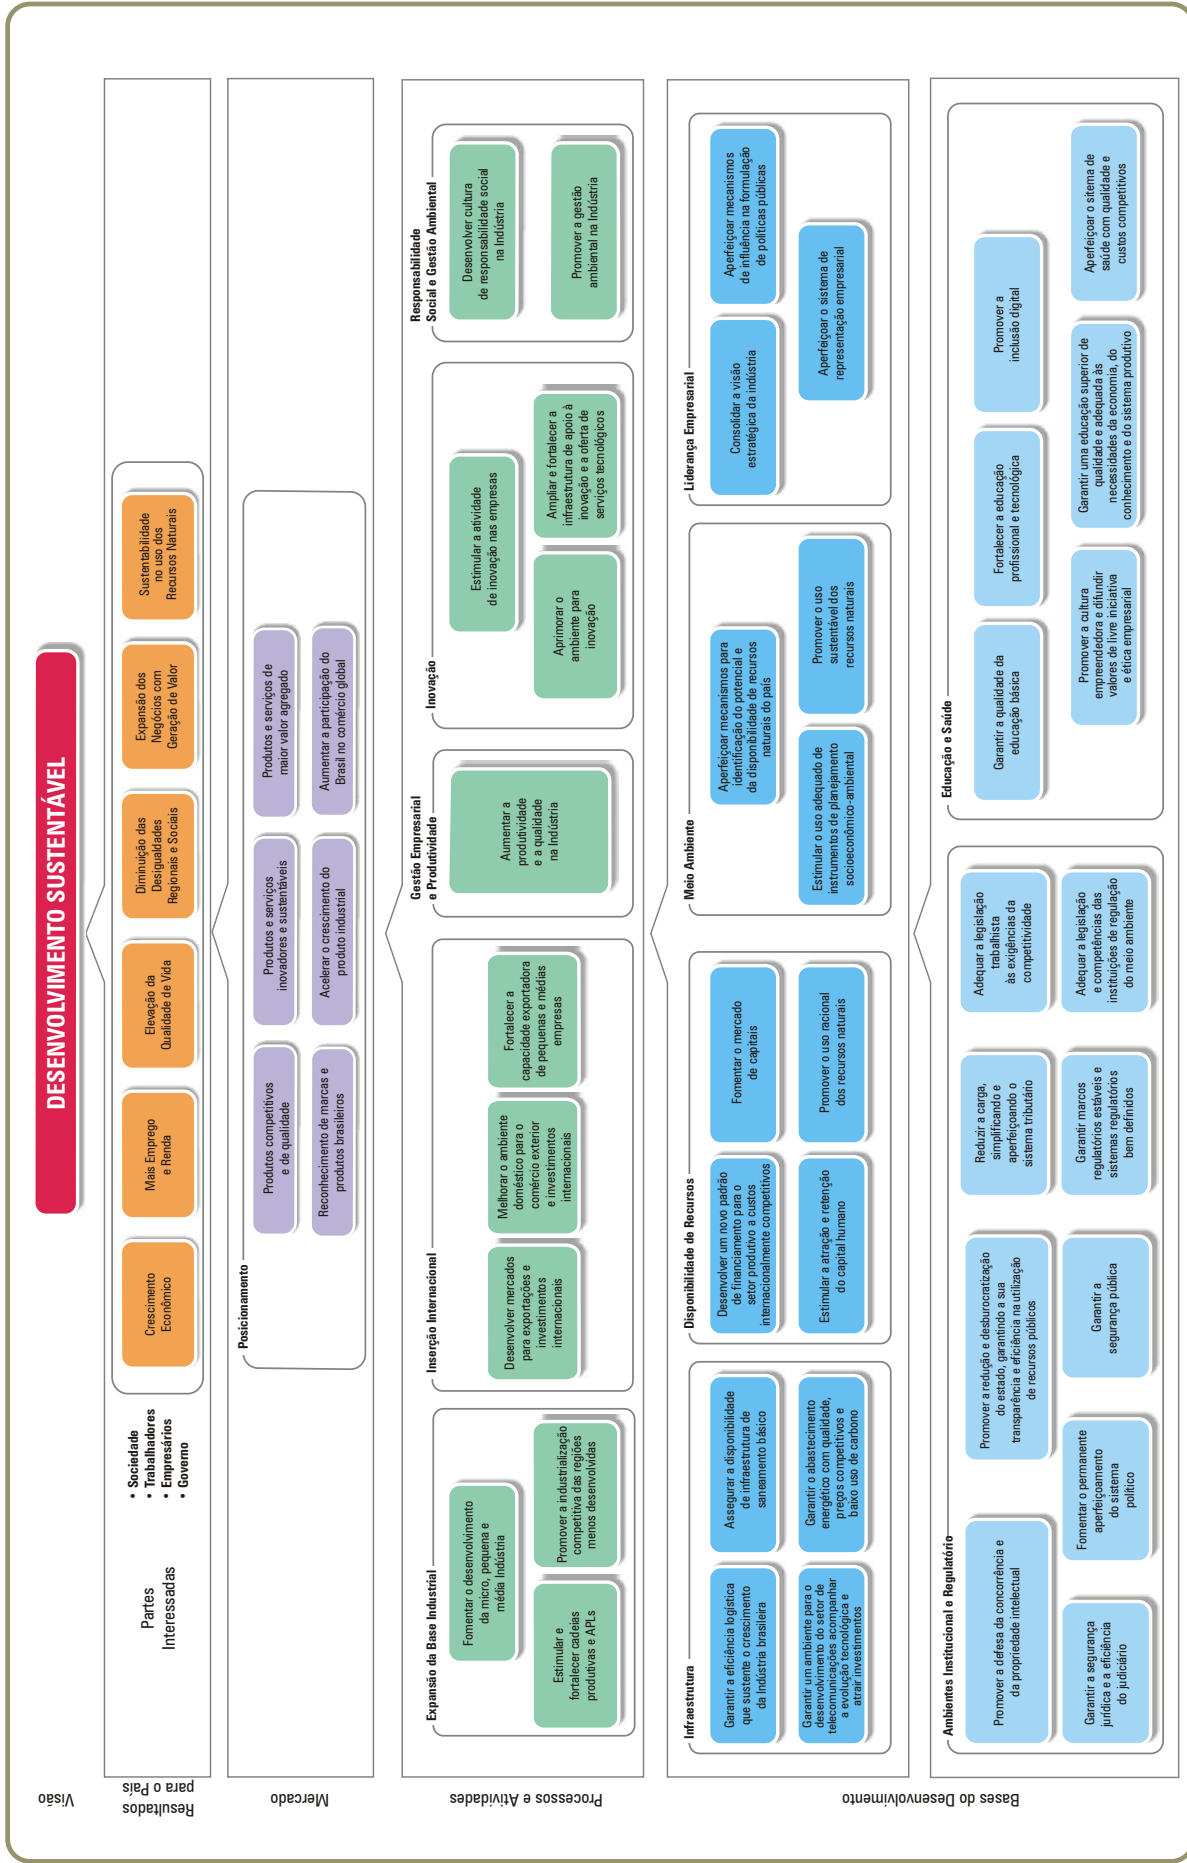 Visão
DESENVOLVIMENTO SUSTENTÁVEL
Resultados
para o País
Partes
Interessadas
• Sociedade
• Trabalhadores
• Empresários
• Governo
Crescimento
Econômico
Mais Emprego
e Renda
Elevação da
Qualidade de Vida
Diminuição das
Desigualdades
Regionais e Sociais
Expansão dos
Negócios com
Geração de Valor
Sustentabilidade
no uso dos
Recursos Naturais
Mercado
Posicionamento
Produtos competitivos
e de qualidade
Produtos e serviços
inovadores e sustentáveis
Produtos e serviços de
maior valor agregado
Reconhecimento de marcas e
produtos brasileiros
Acelerar o crescimento do
produto industrial
Aumentar a participação do
Brasil no comércio global
Processos e Atividades
Expansão da Base Industrial
Fomentar o desenvolvimento
da micro, pequena e
média Indústria
Estimular e
fortalecer cadeias
produtivas e APLs
Promover a industrialização
competitiva das regiões
menos desenvolvidas
Inserção Internacional
Desenvolver mercados
para exportações e
investimentos
internacionais
Melhorar o ambiente
doméstico para o
comércio exterior
e investimentos
internacionais
Fortalecer a
capacidade exportadora
de pequenas e médias
empresas
Gestão Empresarial
e Produtividade
Aumentar a
produtividade
e a qualidade
na Indústria
Inovação
Estimular a atividade
de inovação nas empresas
Aprimorar o
ambiente para
inovação
Ampliar e fortalecer a
infraestrutura de apoio à
inovação e a oferta de
serviços tecnológicos
Responsabilidade
Social e Gestão Ambiental
Desenvolver cultura
de responsabilidade social
na Indústria
Promover a gestão
ambiental na Indústria
Bases do Desenvolvimento
Infraestrutura
Garantir a eficiência logística
que sustente o crescimento
da Indústria brasileira
Assegurar a disponibilidade
de infraestrutura de
saneamento básico
Garantir um ambiente para o
desenvolvimento do setor de
telecomunicações acompanhar
a evolução tecnológica e
atrair investimentos
Garantir o abastecimento
energético com qualidade,
preços competitivos e
baixo uso de carbono
Disponibilidade de Recursos
Desenvolver um novo padrão
de financiamento para o
setor produtivo a custos
internacionalmente competitivos
Fomentar o mercado
de capitais
Estimular a atração e retenção
do capital humano
Promover o uso racional
dos recursos naturais
Meio Ambiente
Aperfeiçoar mecanismos para
identificação do potencial e
da disponibilidade de recursos
naturais do país
Estimular o uso adequado de
instrumentos de planejamento
socioeconômico-ambiental
Promover o uso
sustentável dos
recursos naturais
Liderança Empresarial
Consolidar a visão
estratégica da indústria
Aperfeiçoar mecanismos
de influência na formulação
de políticas públicas
Aperfeiçoar o sistema de
representação empresarial
Ambientes Institucional e Regulatório
Promover a defesa da concorrência e
da propriedade intelectual
Promover a redução e desburocratização
do estado, garantindo a sua
transparência e eficiência na utilização
de recursos públicos
Reduzir a carga,
simplificando e
aperfeiçoando o
sistema tributário
Adequar a legislação
trabalhista
às exigências da
competitividade
Garantir a segurança
jurídica e a eficiência
do judiciário
Fomentar o permanente
aperfeiçoamento
do sistema
político
Garantir a
segurança pública
Garantir marcos
regulatórios estáveis e
sistemas regulatórios
bem definidos
Adequar a legislação
e competências das
instituições de regulação
do meio ambiente
Educação e Saúde
Garantir a qualidade da
educação básica
Fortalecer a educação
profissional e tecnológica
Promover a
inclusão digital
Promover a cultura
empreendedora e difundir
valores de livre iniciativa
e ética empresarial
Garantir uma educação superior de
qualidade e adequada às
necessidades da economia, do
conhecimento e do sistema produtivo
Aperfeiçoar o sitema de
saúde com qualidade e
custos competitivos